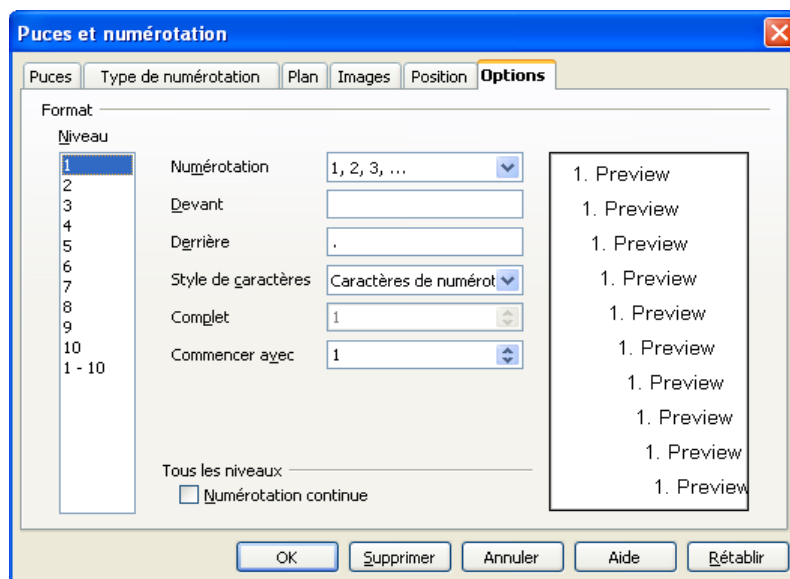 Puces et numérotation
Puces Type de numérotation Plan Images Position Options
Format
Niveau
1
2
3
4
5
6
7
8
9
10
1 - 10
Numérotation 1, 2, 3, ...
Devant
Derrière .
Style de caractères Caractères de numérot
Complet 1
Commencer avec 1
Tous les niveaux
Numérotation continue
1. Preview
1. Preview
1. Preview
1. Preview
1. Preview
1. Preview
1. Preview
1. Preview
1. Preview
1. Preview
OK Supprimer Annuler Aide Rétablir